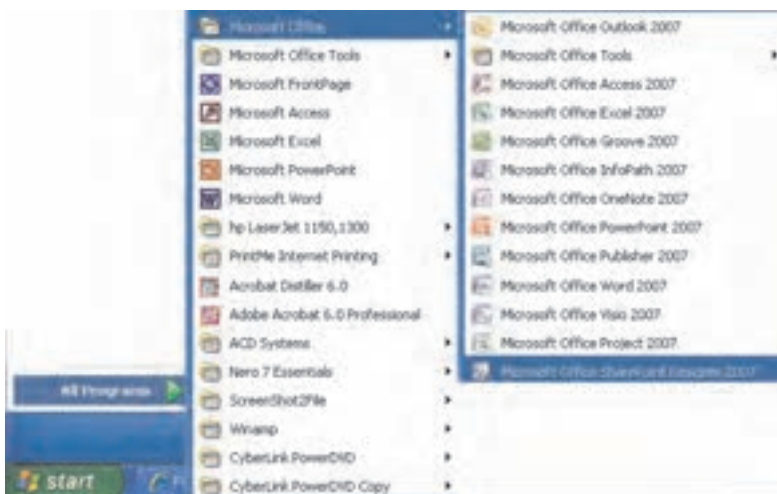 Microsoft Office
Microsoft Office Tools
Microsoft FrontPage
Microsoft Access
Microsoft Excel
Microsoft PowerPoint
Microsoft Word
hp LaserJet 1150,1300
PrintMe Internet Printing
Acrobat Distiller 6.0
Adobe Acrobat 6.0 Professional
ACD Systems
Nero 7 Essentials
ScreenShot2File
Winamp
CyberLink PowerDVD
CyberLink PowerDVD Copy
Microsoft Office Outlook 2007
Microsoft Office Tools
Microsoft Office Access 2007
Microsoft Office Excel 2007
Microsoft Office Groove 2007
Microsoft Office InfoPath 2007
Microsoft Office OneNote 2007
Microsoft Office PowerPoint 2007
Microsoft Office Publisher 2007
Microsoft Office Word 2007
Microsoft Office Visio 2007
Microsoft Office Project 2007
Microsoft Office SharePoint Designer 2007
All Programs
start